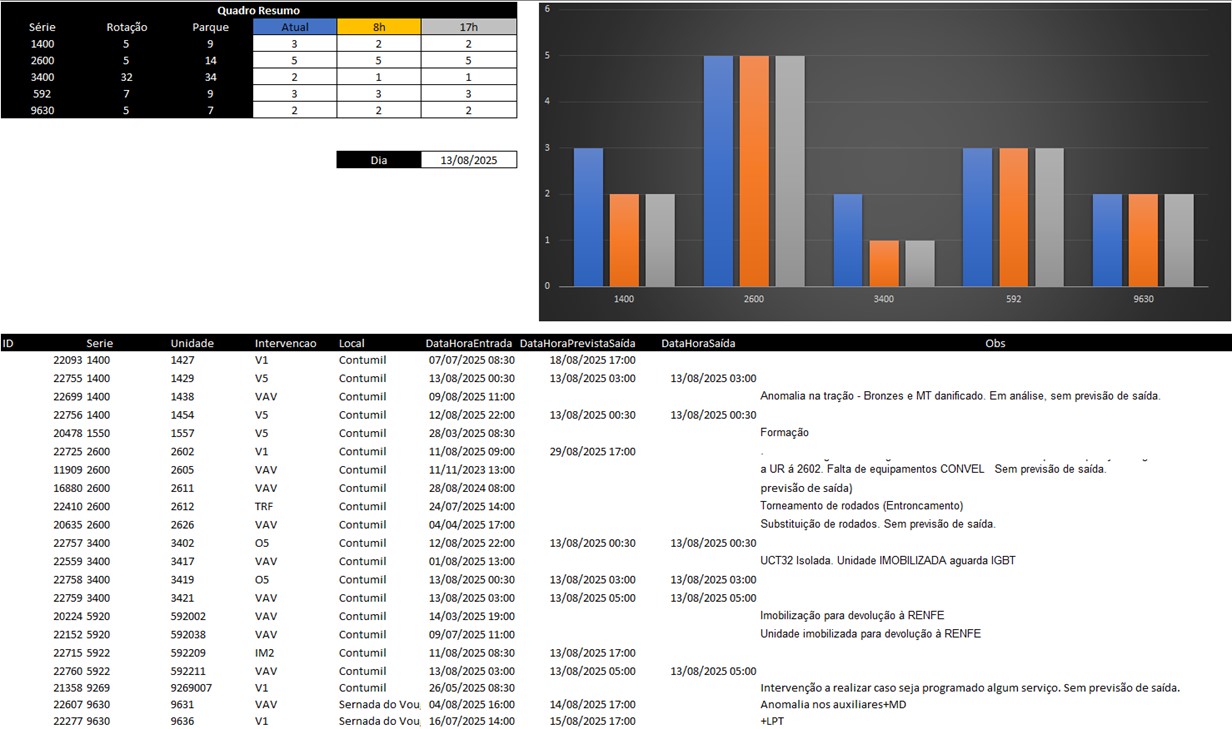 Quadro Resumo
Série Rotação Parque Atual 8h 17h
1400 5 9 3 2 2
2600 5 14 5 5 5
3400 32 34 2 1 1
592 7 9 3 3 3
9630 5 7 2 2 2
Dia 13/08/2025
6
5
4
3
2
1
0
1400 2600 3400 592 9630
ID Serie Unidade Intervencao Local DataHoraEntrada DataHoraPrevistaSaída DataHoraSaída Obs
22093 1400 1427 V1 Contumil 07/07/2025 08:30 18/08/2025 17:00
22755 1400 1429 V5 Contumil 13/08/2025 00:30 13/08/2025 03:00 13/08/2025 03:00
22699 1400 1438 VAV Contumil 09/08/2025 11:00 Anomalia na tração - Bronzes e MT danificado. Em análise, sem previsão de saída.
22756 1400 1454 V5 Contumil 12/08/2025 22:00 13/08/2025 00:30 13/08/2025 00:30
20478 1550 1557 V5 Contumil 28/03/2025 08:30 Formação
22725 2600 2602 V1 Contumil 11/08/2025 09:00 29/08/2025 17:00 .
11909 2600 2605 VAV Contumil 11/11/2023 13:00 a UR á 2602. Falta de equipamentos CONVEL Sem previsão de saída.
16880 2600 2611 VAV Contumil 28/08/2024 08:00 previsão de saída)
22410 2600 2612 TRF Contumil 24/07/2025 14:00 Torneamento de rodados (Entroncamento)
20635 2600 2626 VAV Contumil 04/04/2025 17:00 Substituição de rodados. Sem previsão de saída.
22757 3400 3402 O5 Contumil 12/08/2025 22:00 13/08/2025 00:30 13/08/2025 00:30
22559 3400 3417 VAV Contumil 01/08/2025 13:00 UCT32 Isolada. Unidade IMOBILIZADA aguarda IGBT
22758 3400 3419 O5 Contumil 13/08/2025 00:30 13/08/2025 03:00 13/08/2025 03:00
22759 3400 3421 VAV Contumil 13/08/2025 03:00 13/08/2025 05:00 13/08/2025 05:00
20224 5920 592002 VAV Contumil 14/03/2025 19:00 Imobilização para devolução à RENFE
22152 5920 592038 VAV Contumil 09/07/2025 11:00 Unidade imobilizada para devolução à RENFE
22715 5922 592209 IM2 Contumil 11/08/2025 08:30 13/08/2025 17:00
22760 5922 592211 VAV Contumil 13/08/2025 03:00 13/08/2025 05:00 13/08/2025 05:00
21358 9269 9269007 V1 Contumil 26/05/2025 08:30 Intervenção a realizar caso seja programado algum serviço. Sem previsão de saída.
22607 9630 9631 VAV Sernada do Vou 04/08/2025 16:00 14/08/2025 17:00 Anomalia nos auxiliares+MD
22277 9630 9636 V1 Sernada do Vou 16/07/2025 14:00 15/08/2025 17:00 +LPT